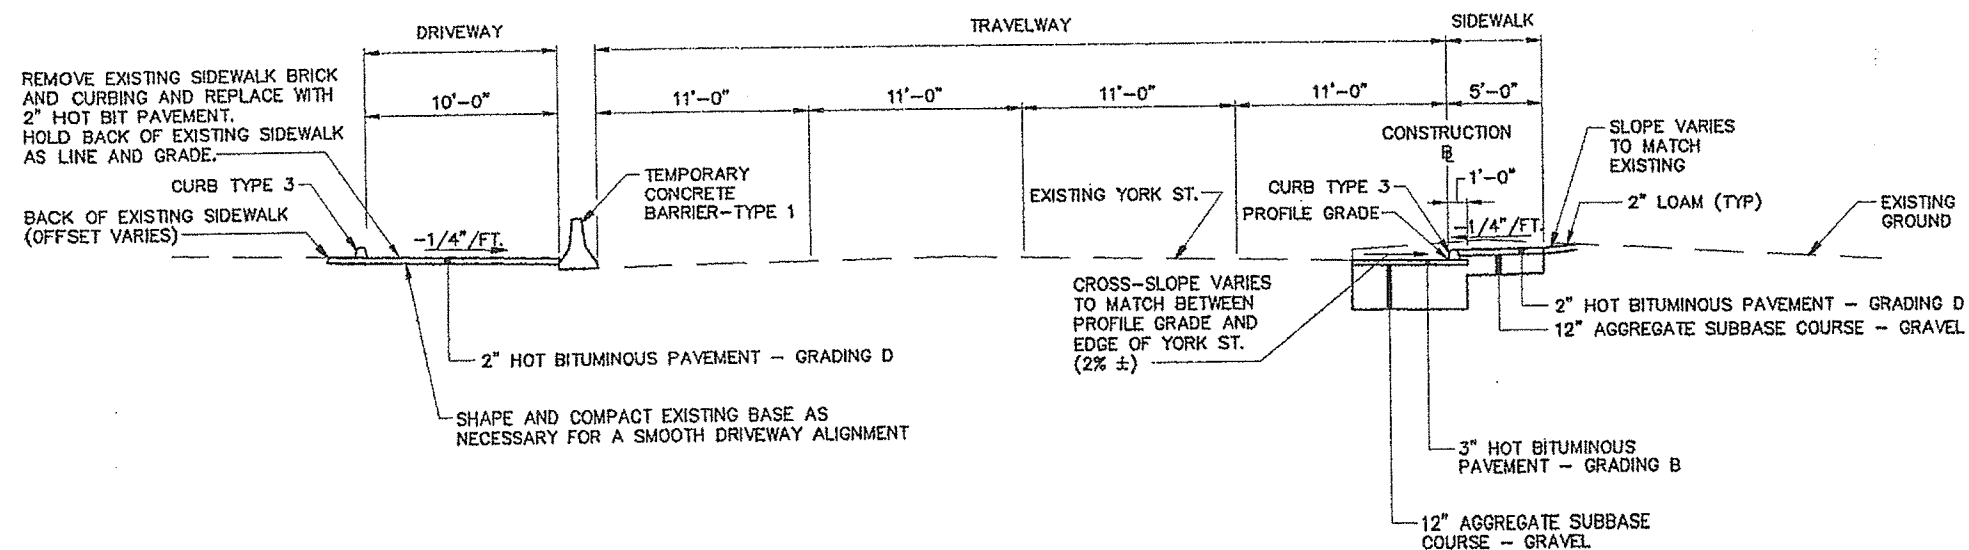 DRIVEWAY
TRAVELWAY
SIDEWALK
REMOVE EXISTING SIDEWALK BRICK
AND CURBING AND REPLACE WITH
2" HOT BIT PAVEMENT.
HOLD BACK OF EXISTING SIDEWALK
AS LINE AND GRADE.
10'-0"
11'-0"
11'-0"
11'-0"
11'-0"
5'-0"
CONSTRUCTION
BL
SLOPE VARIES
TO MATCH
EXISTING
CURB TYPE 3
TEMPORARY
CONCRETE
BARRIER-TYPE 1
EXISTING YORK ST.
CURB TYPE 3
1'-0"
PROFILE GRADE
2" LOAM (TYP)
EXISTING
GROUND
BACK OF EXISTING SIDEWALK
(OFFSET VARIES)
-1/4"/FT.
-1/4"/FT.
CROSS-SLOPE VARIES
TO MATCH BETWEEN
PROFILE GRADE AND
EDGE OF YORK ST.
(2% ±)
2" HOT BITUMINOUS PAVEMENT - GRADING D
12" AGGREGATE SUBBASE COURSE - GRAVEL
2" HOT BITUMINOUS PAVEMENT - GRADING D
SHAPE AND COMPACT EXISTING BASE AS
NECESSARY FOR A SMOOTH DRIVEWAY ALIGNMENT
3" HOT BITUMINOUS
PAVEMENT - GRADING B
12" AGGREGATE SUBBASE
COURSE - GRAVEL